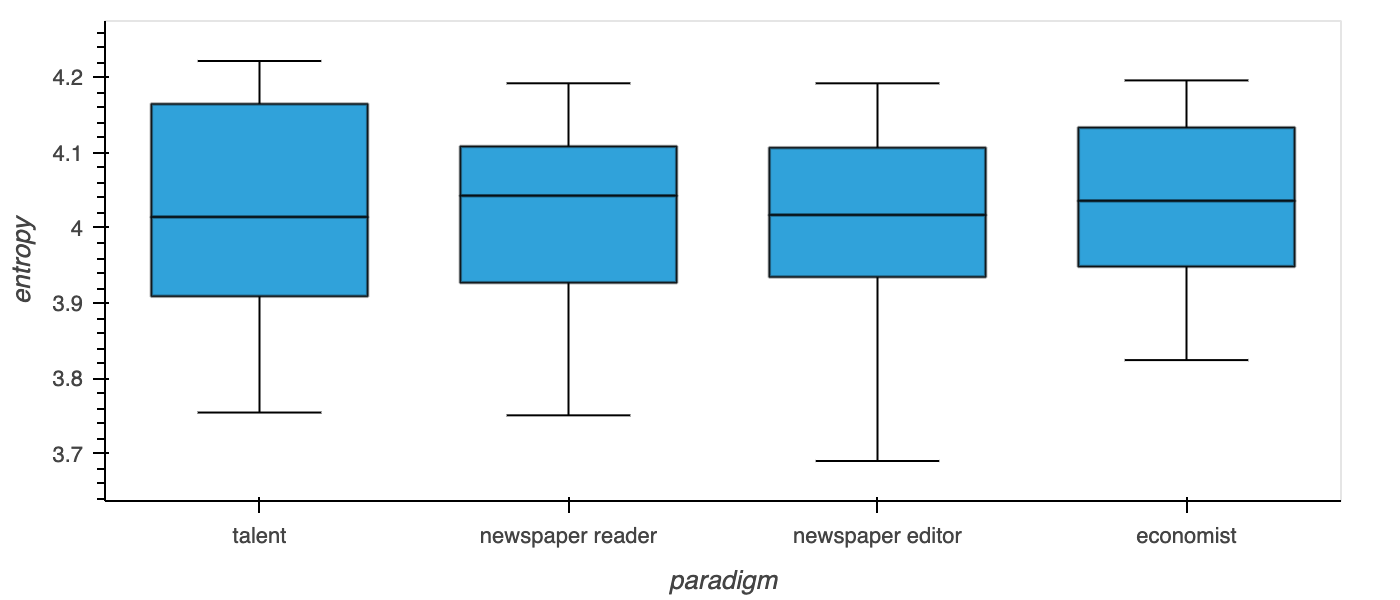 entropy
4.2
4.1
4
3.9
3.8
3.7
talent newspaper reader newspaper editor economist
paradigm